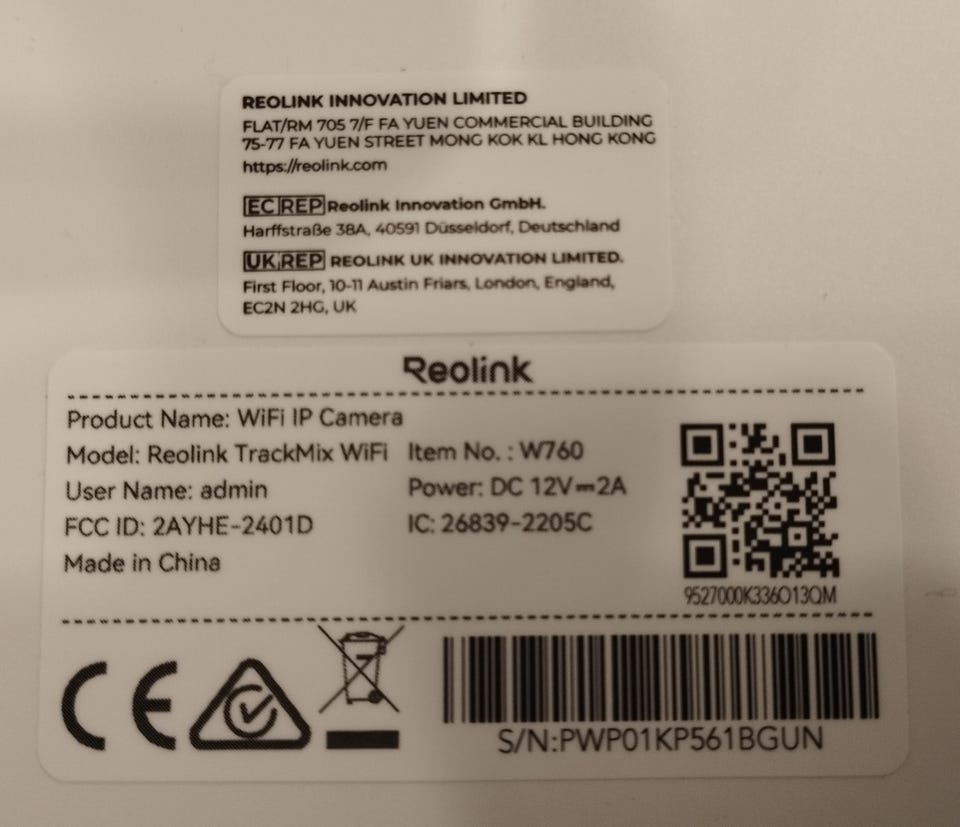 REOLINK INNOVATION LIMITED
FLAT/RM 705 7/F FA YUEN COMMERCIAL BUILDING
75-77 FA YUEN STREET MONG KOK KL HONG KONG
https://reolink.com
EC REP Reolink Innovation GmbH.
Harffstraße 38A, 40591 Düsseldorf, Deutschland
UK REP REOLINK UK INNOVATION LIMITED.
First Floor, 10-11 Austin Friars, London, England,
EC2N 2HG, UK
Reolink
Product Name: WiFi IP Camera
Model: Reolink TrackMix WiFi Item No. : W760
User Name: admin Power: DC 12V⎓2A
FCC ID: 2AYHE-2401D IC: 26839-2205C
Made in China
9527000K336O13QM
CE
S/N:PWP01KP561BGUN